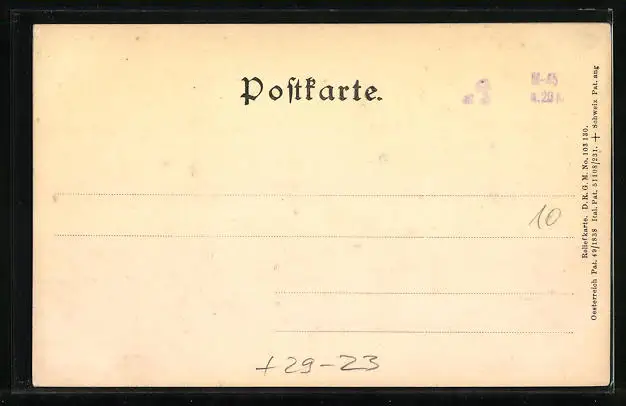 Postkarte.
10
+29-23
Reliefkarte. D. R. G. M. No. 103 130.
Oesterreich Pat. 49/1838 Ital. Pat. 51108/231. + Schweiz Pat. ang